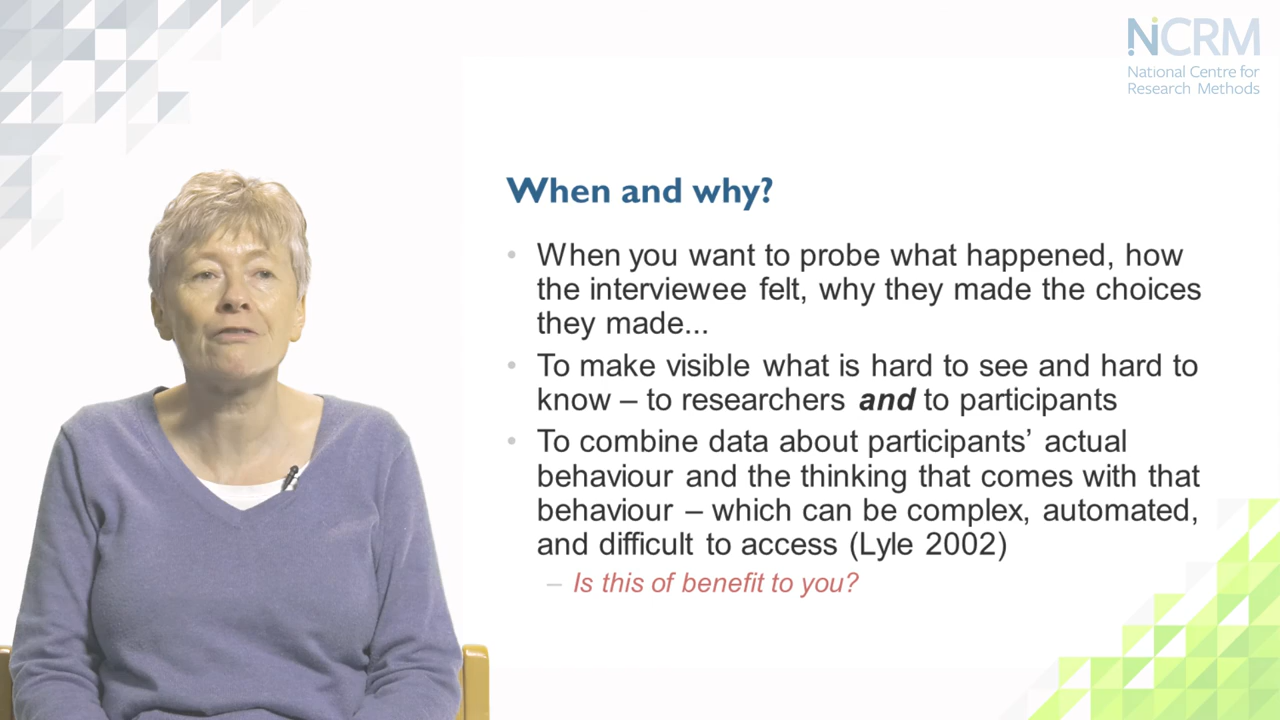 NCRM
National Centre for
Research Methods
When and why?
• When you want to probe what happened, how
the interviewee felt, why they made the choices
they made...
• To make visible what is hard to see and hard to
know – to researchers and to participants
• To combine data about participants’ actual
behaviour and the thinking that comes with that
behaviour – which can be complex, automated,
and difficult to access (Lyle 2002)
– Is this of benefit to you?